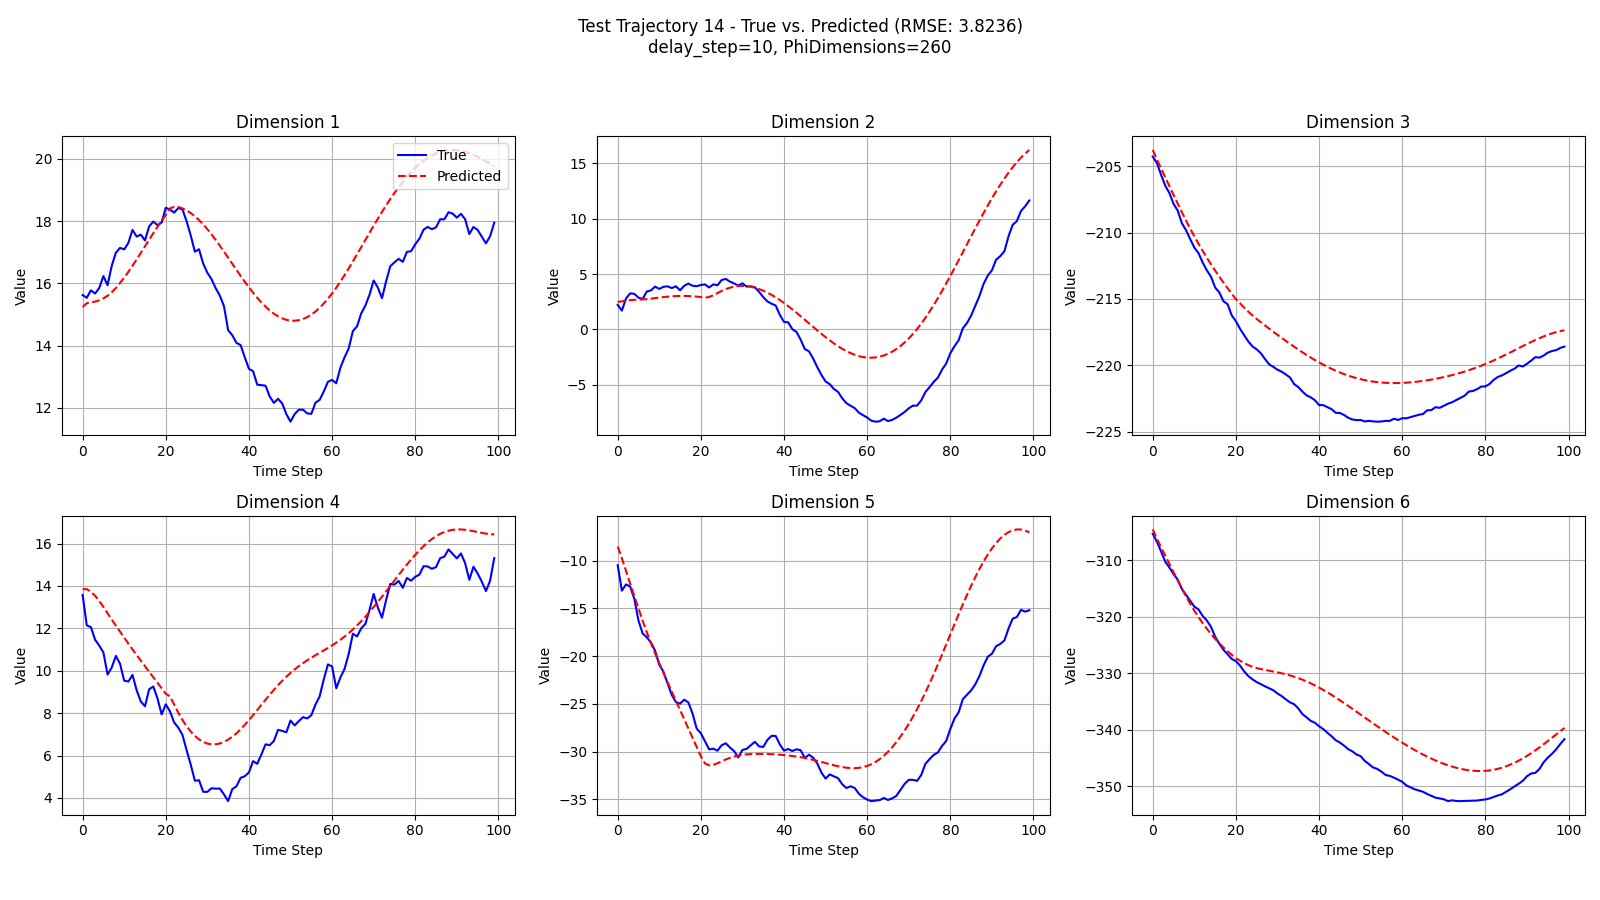 Test Trajectory 14 - True vs. Predicted (RMSE: 3.8236)
delay_step=10, PhiDimensions=260
Dimension 1
20
18
16
14
12
Value
0 20 40 60 80 100
Time Step
True
Predicted
Dimension 2
15
10
5
0
−5
Value
0 20 40 60 80 100
Time Step
Dimension 3
−205
−210
−215
−220
−225
Value
0 20 40 60 80 100
Time Step
Dimension 4
16
14
12
10
8
6
4
Value
0 20 40 60 80 100
Time Step
Dimension 5
−10
−15
−20
−25
−30
−35
Value
0 20 40 60 80 100
Time Step
Dimension 6
−310
−320
−330
−340
−350
Value
0 20 40 60 80 100
Time Step